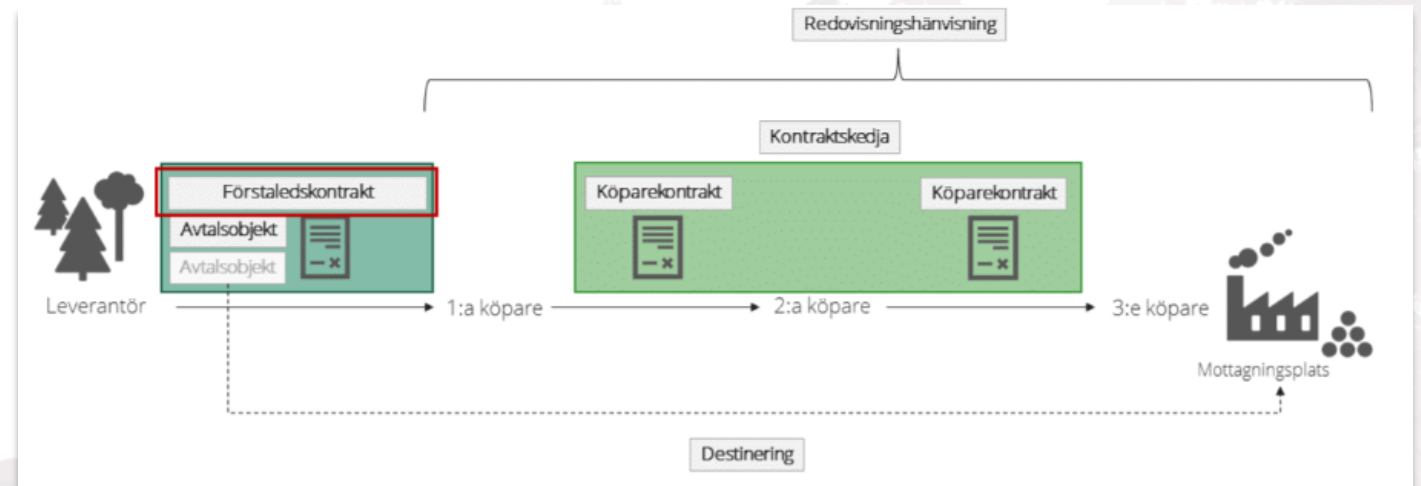 Redovisningshänvisning
Kontraktskedja
Förstaledskontrakt
Köparekontrakt
Köparekontrakt
Avtalsobjekt
Avtalsobjekt
Leverantör
1:a köpare
2:a köpare
3:e köpare
Mottagningsplats
Destinering